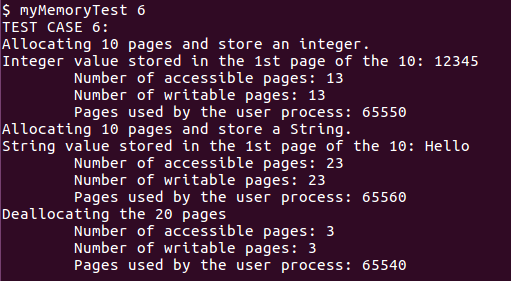 $ myMemoryTest 6
TEST CASE 6:
Allocating 10 pages and store an integer.
Integer value stored in the 1st page of the 10: 12345
Number of accessible pages: 13
Number of writable pages: 13
Pages used by the user process: 65550
Allocating 10 pages and store a String.
String value stored in the 1st page of the 10: Hello
Number of accessible pages: 23
Number of writable pages: 23
Pages used by the user process: 65560
Deallocating the 20 pages
Number of accessible pages: 3
Number of writable pages: 3
Pages used by the user process: 65540